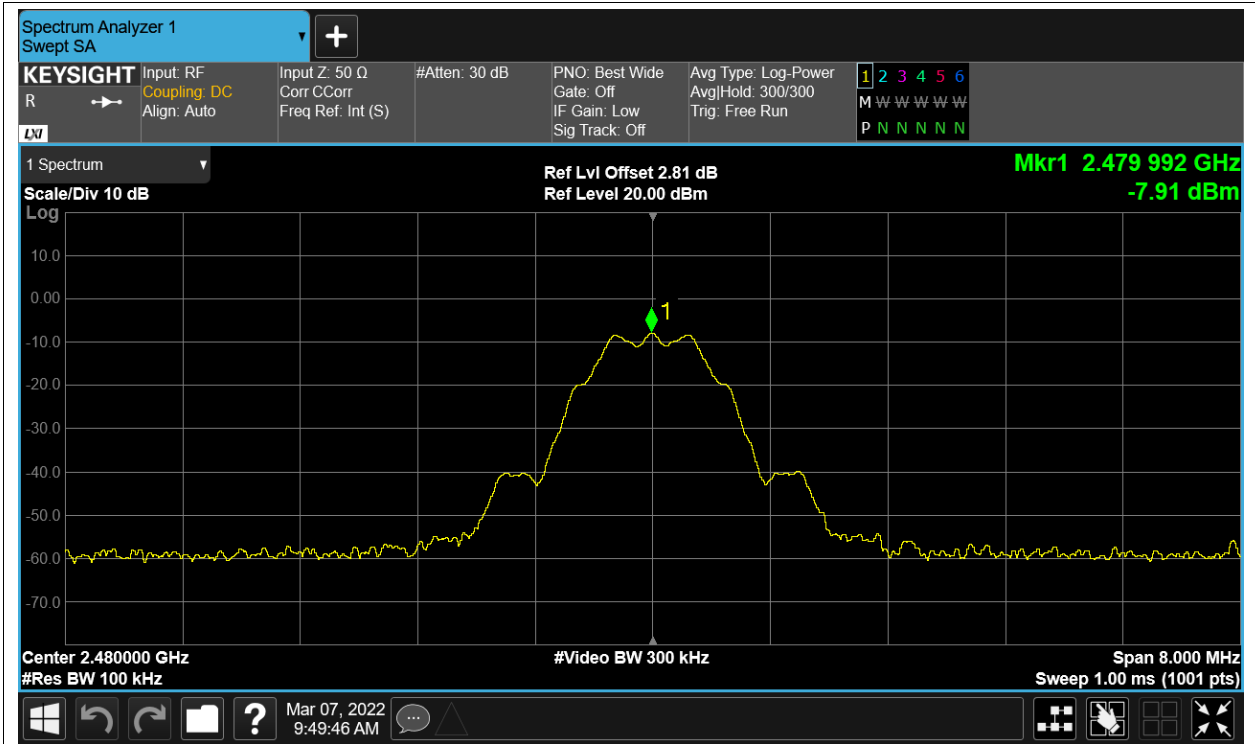 Spectrum Analyzer 1
Swept SA
KEYSIGHT
R
LXI
Input: RF
Coupling: DC
Align: Auto
Input Z: 50 Ω
Corr CCorr
Freq Ref: Int (S)
#Atten: 30 dB
PNO: Best Wide
Gate: Off
IF Gain: Low
Sig Track: Off
Avg Type: Log-Power
Avg|Hold: 300/300
Trig: Free Run
1 2 3 4 5 6
M W W W W W
P N N N N N
1 Spectrum
Scale/Div 10 dB
Log
Ref Lvl Offset 2.81 dB
Ref Level 20.00 dBm
Mkr1 2.479 992 GHz
-7.91 dBm
10.0
0.00
-10.0
-20.0
-30.0
-40.0
-50.0
-60.0
-70.0
1
Center 2.480000 GHz
#Res BW 100 kHz
#Video BW 300 kHz
Span 8.000 MHz
Sweep 1.00 ms (1001 pts)
?
Mar 07, 2022
9:49:46 AM